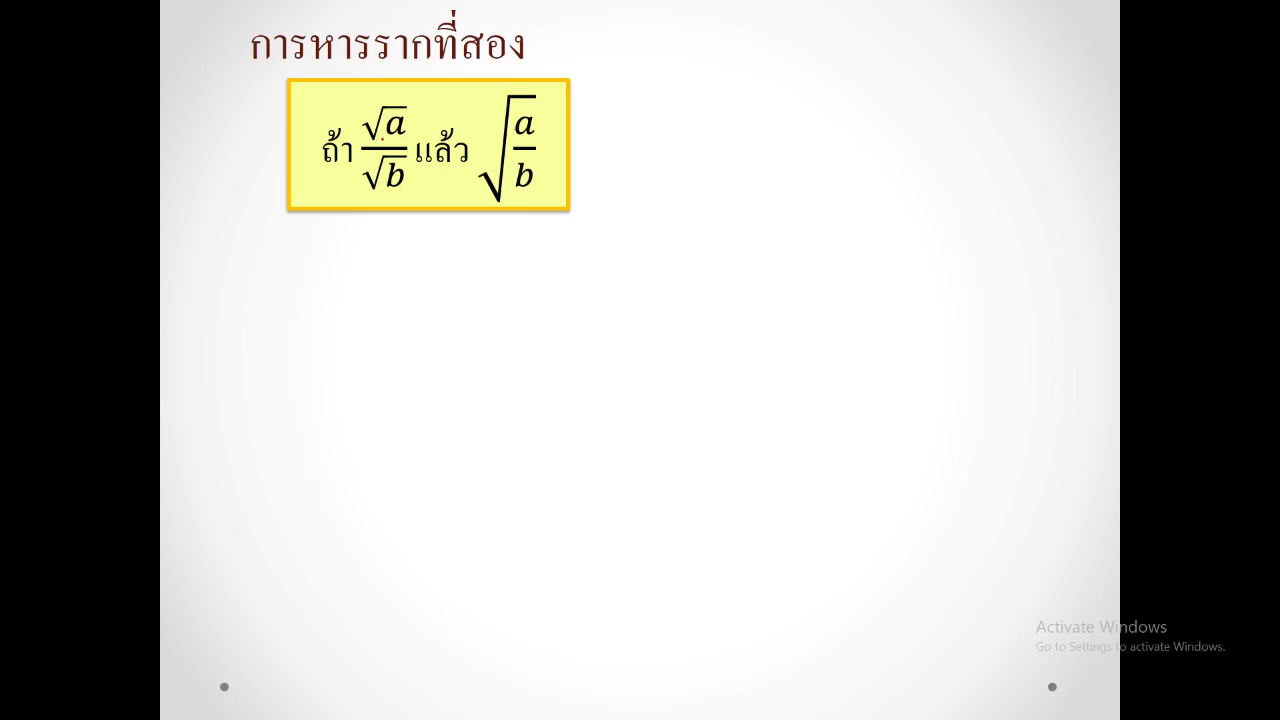 การหารรากที่สอง
ถ้า √a/√b แล้ว √(a/b)
Activate Windows
Go to Settings to activate Windows.